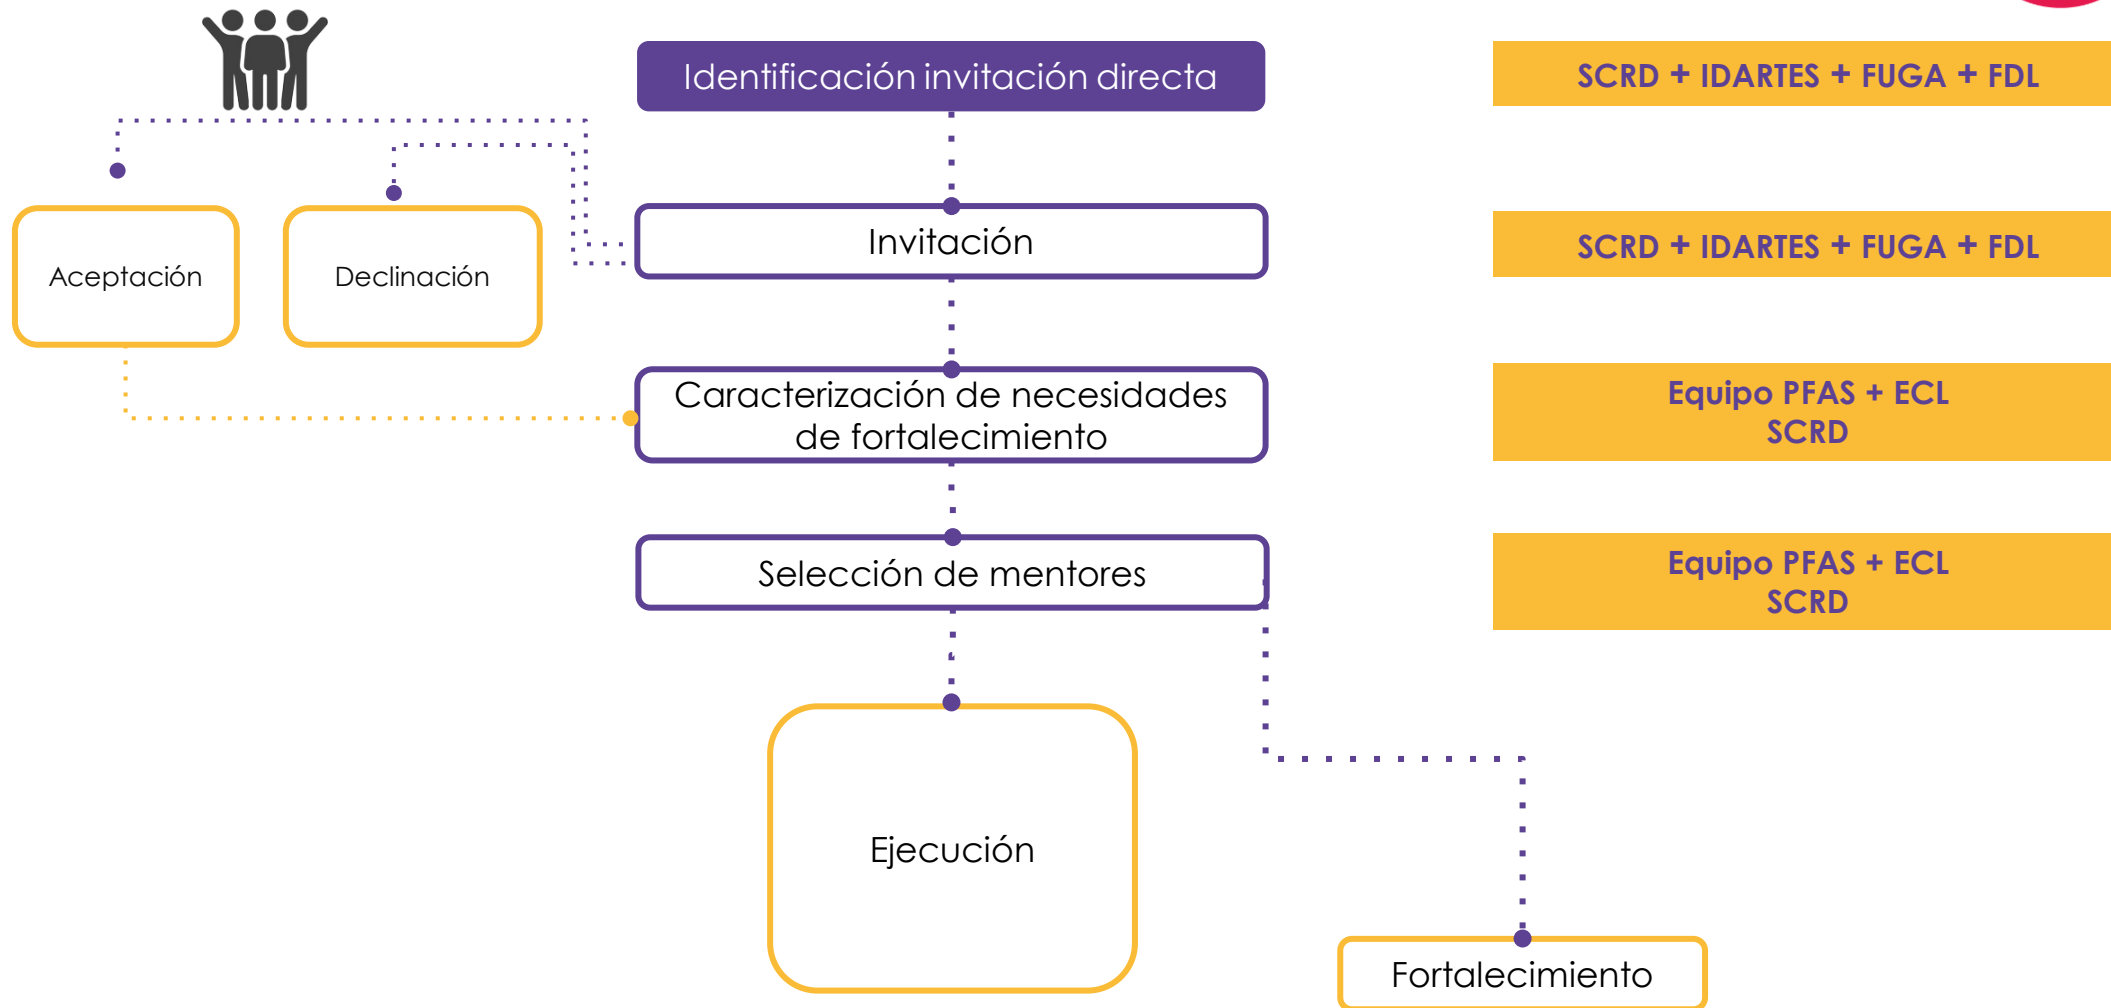 Identificación invitación directa
SCRD + IDARTES + FUGA + FDL
Invitación
SCRD + IDARTES + FUGA + FDL
Aceptación
Declinación
Caracterización de necesidades
de fortalecimiento
Equipo PFAS + ECL
SCRD
Selección de mentores
Equipo PFAS + ECL
SCRD
Ejecución
Fortalecimiento